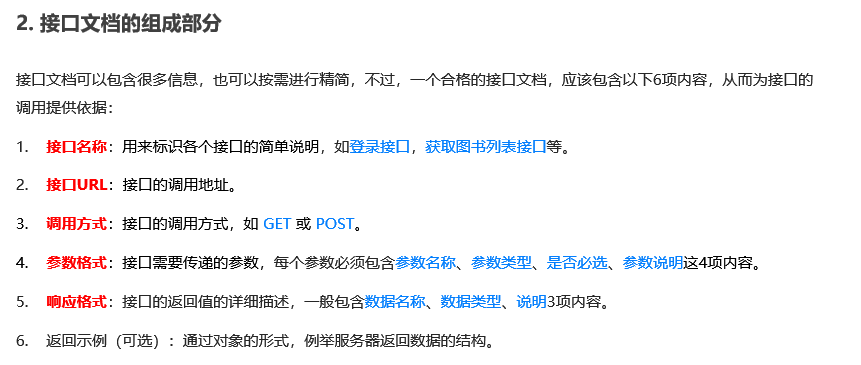 2. 接口文档的组成部分
接口文档可以包含很多信息，也可以按需进行精简，不过，一个合格的接口文档，应该包含以下6项内容，从而为接口的
调用提供依据：
1. 接口名称：用来标识各个接口的简单说明，如登录接口，获取图书列表接口等。
2. 接口URL：接口的调用地址。
3. 调用方式：接口的调用方式，如 GET 或 POST。
4. 参数格式：接口需要传递的参数，每个参数必须包含参数名称、参数类型、是否必选、参数说明这4项内容。
5. 响应格式：接口的返回值的详细描述，一般包含数据名称、数据类型、说明3项内容。
6. 返回示例（可选）：通过对象的形式，例举服务器返回数据的结构。